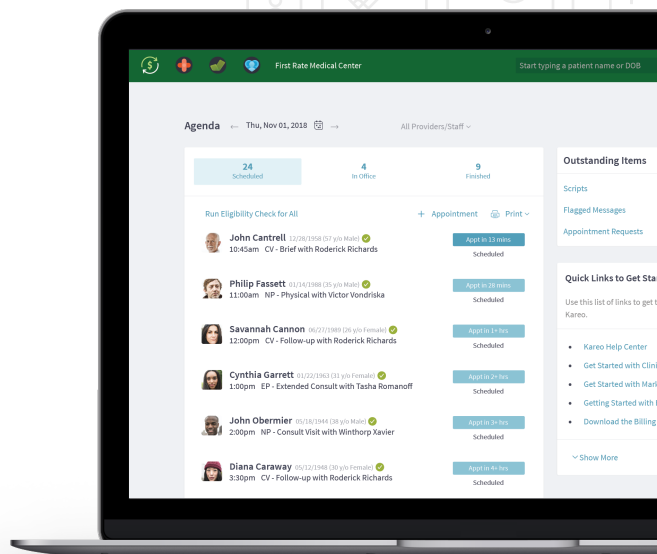 First Rate Medical Center
Start typing a patient name or DOB
Agenda ← Thu, Nov 01, 2018 → All Providers/Staff
24 4 9
Scheduled In Office Finished
Run Eligibility Check for All + Appointment Print
John Cantrell 12/28/1958 (57 y/o Male) Appt in 13 mins
10:45am CV - Brief with Roderick Richards Scheduled
Philip Fassett 01/14/1988 (35 y/o Male) Appt in 28 mins
11:00am NP - Physical with Victor Vondriska Scheduled
Savannah Cannon 06/27/1989 (26 y/o Female) Appt in 1+ hrs
12:00pm CV - Follow-up with Roderick Richards Scheduled
Cynthia Garrett 01/22/1963 (31 y/o Female) Appt in 2+ hrs
1:00pm EP - Extended Consult with Tasha Romanoff Scheduled
John Obermier 05/18/1944 (38 y/o Male) Appt in 3+ hrs
2:00pm NP - Consult Visit with Winthorp Xavier Scheduled
Diana Caraway 05/12/1948 (30 y/o Female) Appt in 4+ hrs
3:30pm CV - Follow-up with Roderick Richards Scheduled
Outstanding Items
Scripts
Flagged Messages
Appointment Requests
Quick Links to Get Sta
Use this list of links to get t
Kareo.
• Kareo Help Center
• Get Started with Clini
• Get Started with Mark
• Getting Started with
• Download the Billing
Show More